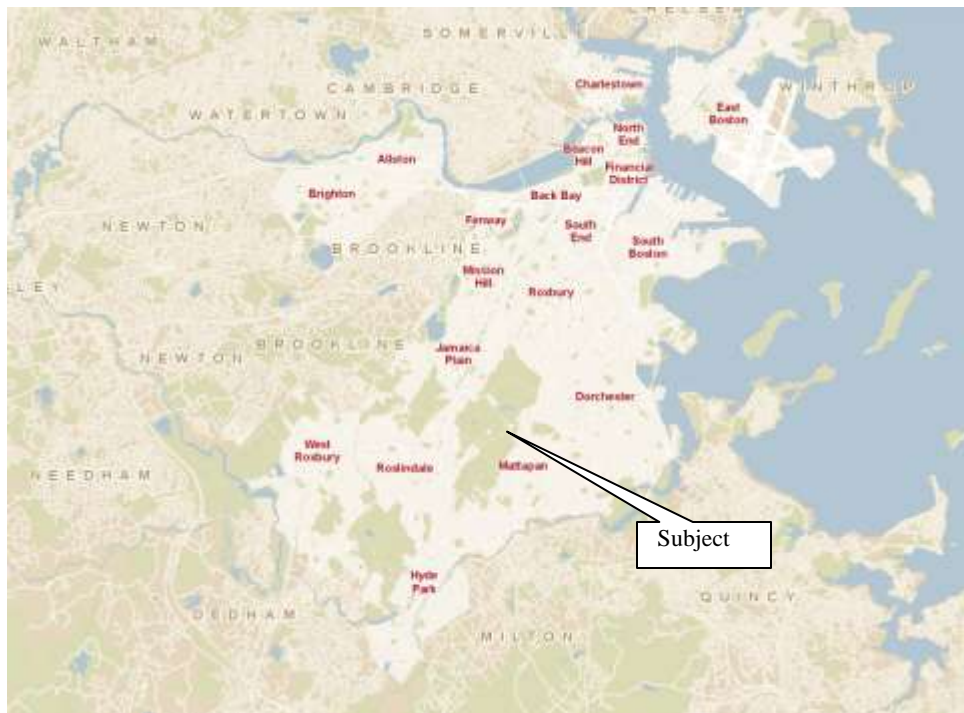 CHELSEA
SOMERVILLE
WALTHAM
Charlestown
CAMBRIDGE
WINTHROP
East
Boston
WATERTOWN
North
End
Beacon
Hill
Allston
Financial
District
Brighton
Back Bay
Fenway
NEWTON
South
End
South
Boston
BROOKLINE
Mission
Hill
LEY
Roxbury
BROOKLINE
Jamaica
Plain
NEWTON
Dorchester
West
Roxbury
Roslindale
Mattapan
NEEDHAM
Subject
Hyde
Park
QUINCY
DEDHAM
MILTON